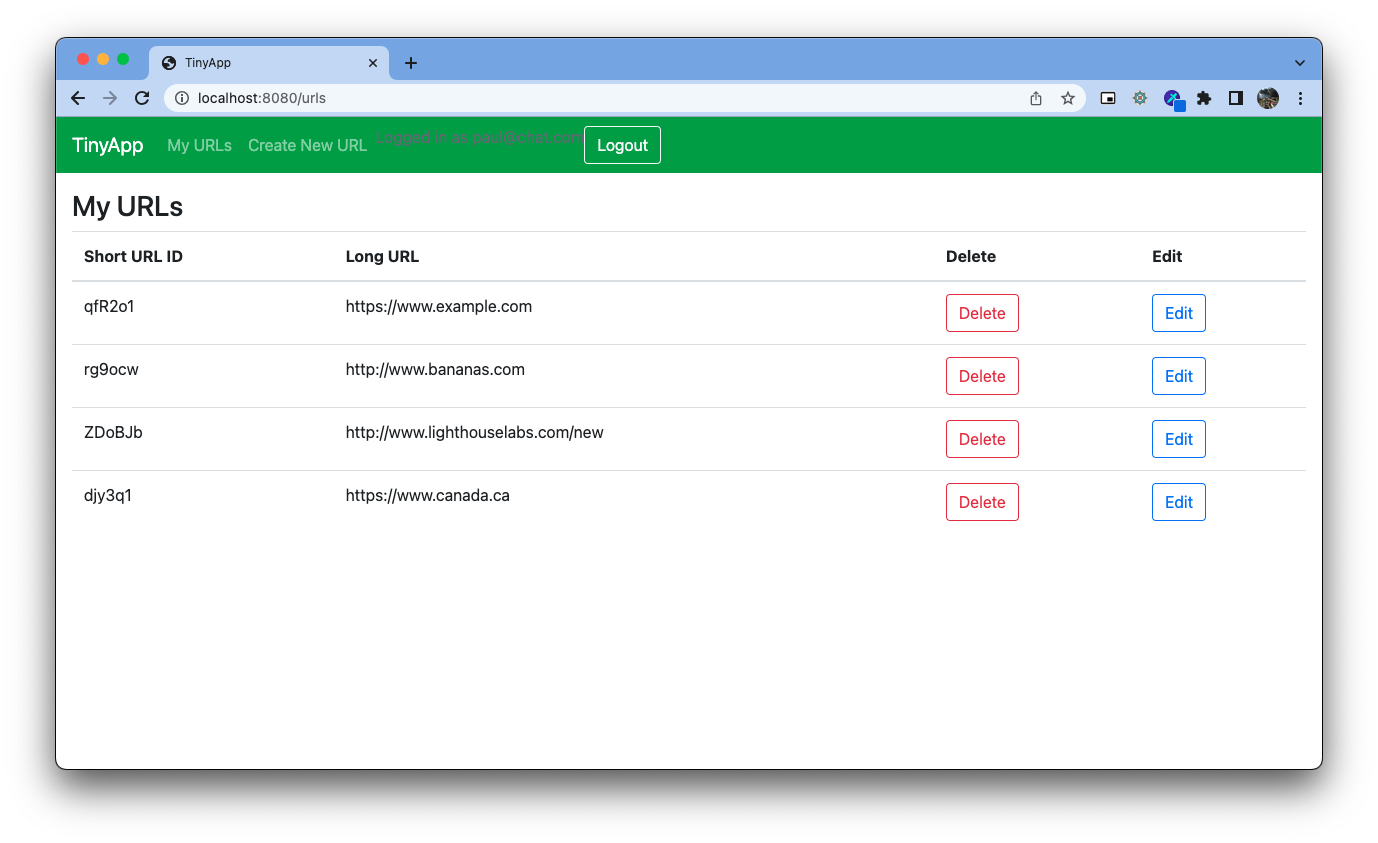 TinyApp
localhost:8080/urls
TinyApp My URLs Create New URL Logged in as paul@chat.com Logout
My URLs
Short URL ID Long URL Delete Edit
qfR2o1 https://www.example.com Delete Edit
rg9ocw http://www.bananas.com Delete Edit
ZDoBJb http://www.lighthouselabs.com/new Delete Edit
djy3q1 https://www.canada.ca Delete Edit